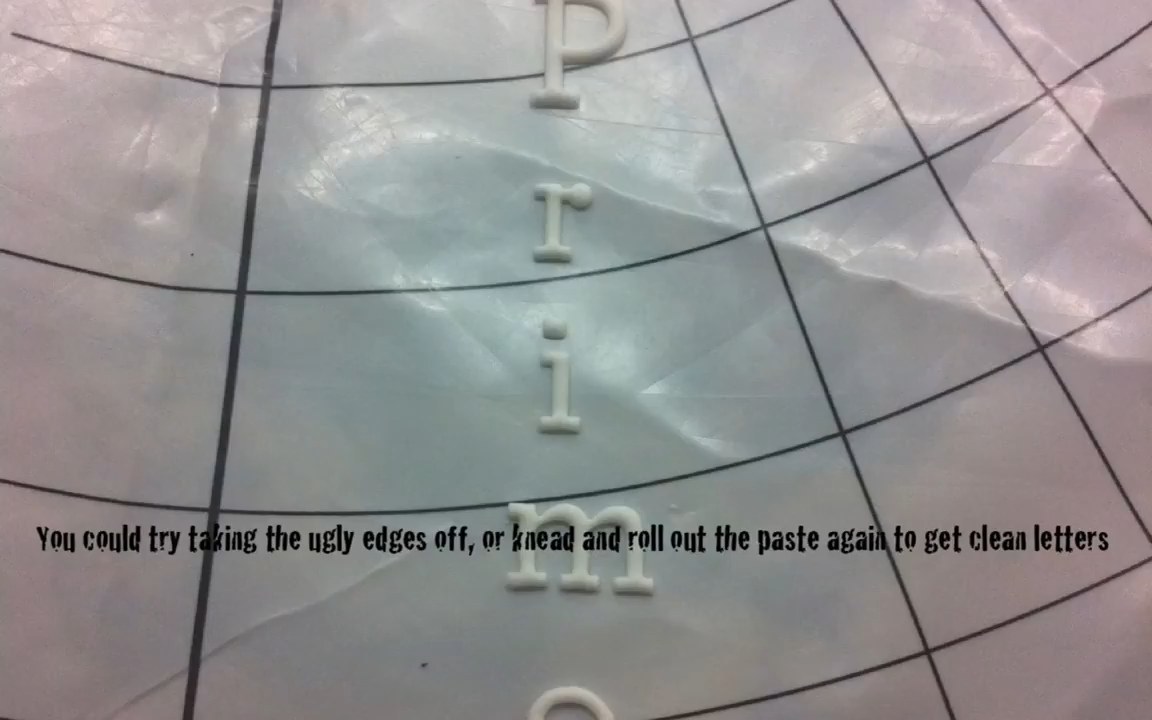 p
r
i
m
You could try taking the ugly edges off, or knead and roll out the paste again to get clean letters